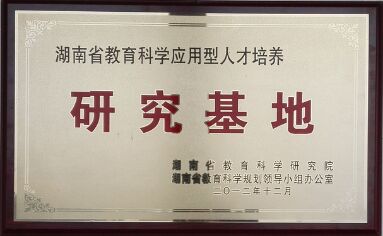 湖南省教育科学应用型人才培养
研究基地
湖南省教育科学研究院
湖南省教育科学规划领导小组办公室
二〇一二年十二月